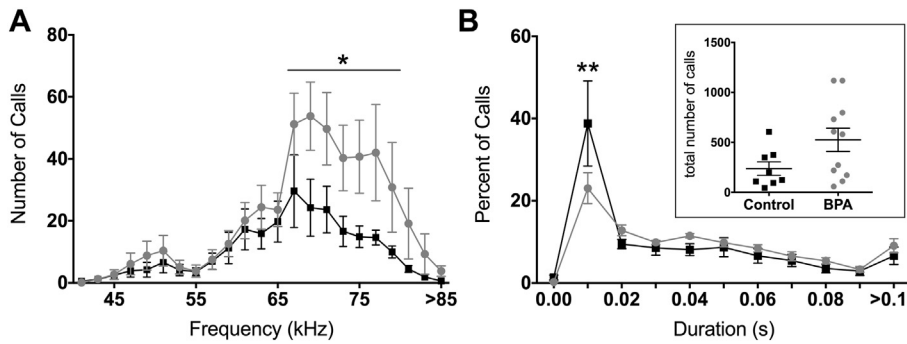 A
Number of Calls
80
60
40
20
0
*
45
55
65
75
>85
Frequency (kHz)
B
Percent of Calls
60
40
20
0
**
0.00
0.02
0.04
0.06
0.08
>0.1
Duration (s)
total number of calls
1500
1000
500
0
Control
BPA